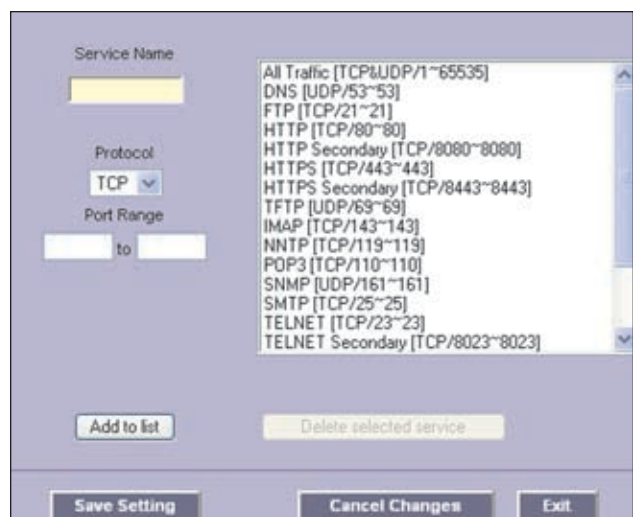 Service Name
Protocol
TCP
Port Range
to
All Traffic [TCP&UDP/1~65535]
DNS [UDP/53~53]
FTP [TCP/21~21]
HTTP [TCP/80~80]
HTTP Secondary [TCP/8080~8080]
HTTPS [TCP/443~443]
HTTPS Secondary [TCP/8443~8443]
TFTP [UDP/69~69]
IMAP [TCP/143~143]
NNTP [TCP/119~119]
POP3 [TCP/110~110]
SNMP [UDP/161~161]
SMTP [TCP/25~25]
TELNET [TCP/23~23]
TELNET Secondary [TCP/8023~8023]
Add to list
Delete selected service
Save Setting
Cancel Changes
Exit